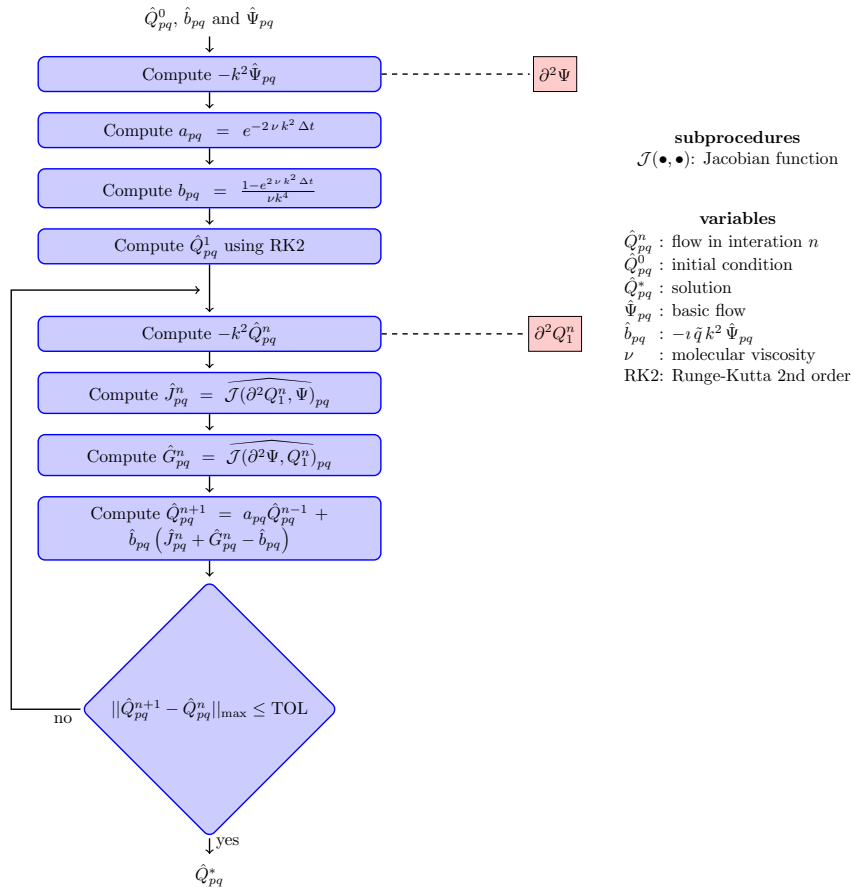 $\hat{Q}^0_{pq}$, $\hat{b}_{pq}$ and $\hat{\Psi}_{pq}$
Compute $-k^2\hat{\Psi}_{pq}$
$\partial^2\Psi$
Compute $a_{pq} = e^{-2\,\nu\,k^2\,\Delta t}$
Compute $b_{pq} = \frac{1-e^{2\,\nu\,k^2\,\Delta t}}{\nu k^4}$
Compute $\hat{Q}^1_{pq}$ using RK2
Compute $-k^2\hat{Q}^n_{pq}$
$\partial^2 Q^n_1$
Compute $\hat{J}^n_{pq} = \widehat{\mathcal{J}(\partial^2 Q^n_1, \Psi)}_{pq}$
Compute $\hat{G}^n_{pq} = \widehat{\mathcal{J}(\partial^2\Psi, Q^n_1)}_{pq}$
Compute $\hat{Q}^{n+1}_{pq} = a_{pq}\hat{Q}^{n-1}_{pq} +$
$\hat{b}_{pq}\left(\hat{J}^n_{pq} + \hat{G}^n_{pq} - \hat{b}_{pq}\right)$
$||\hat{Q}^{n+1}_{pq} - \hat{Q}^n_{pq}||_{\max} \leq \text{TOL}$
no
yes
$\hat{Q}^*_{pq}$
subprocedures
$\mathcal{J}(\bullet, \bullet)$: Jacobian function
variables
$\hat{Q}^n_{pq}$ : flow in interation $n$
$\hat{Q}^0_{pq}$ : initial condition
$\hat{Q}^*_{pq}$ : solution
$\hat{\Psi}_{pq}$ : basic flow
$\hat{b}_{pq}$ : $-\imath\,\tilde{q}\,k^2\,\hat{\Psi}_{pq}$
$\nu$ : molecular viscosity
RK2: Runge-Kutta 2nd order